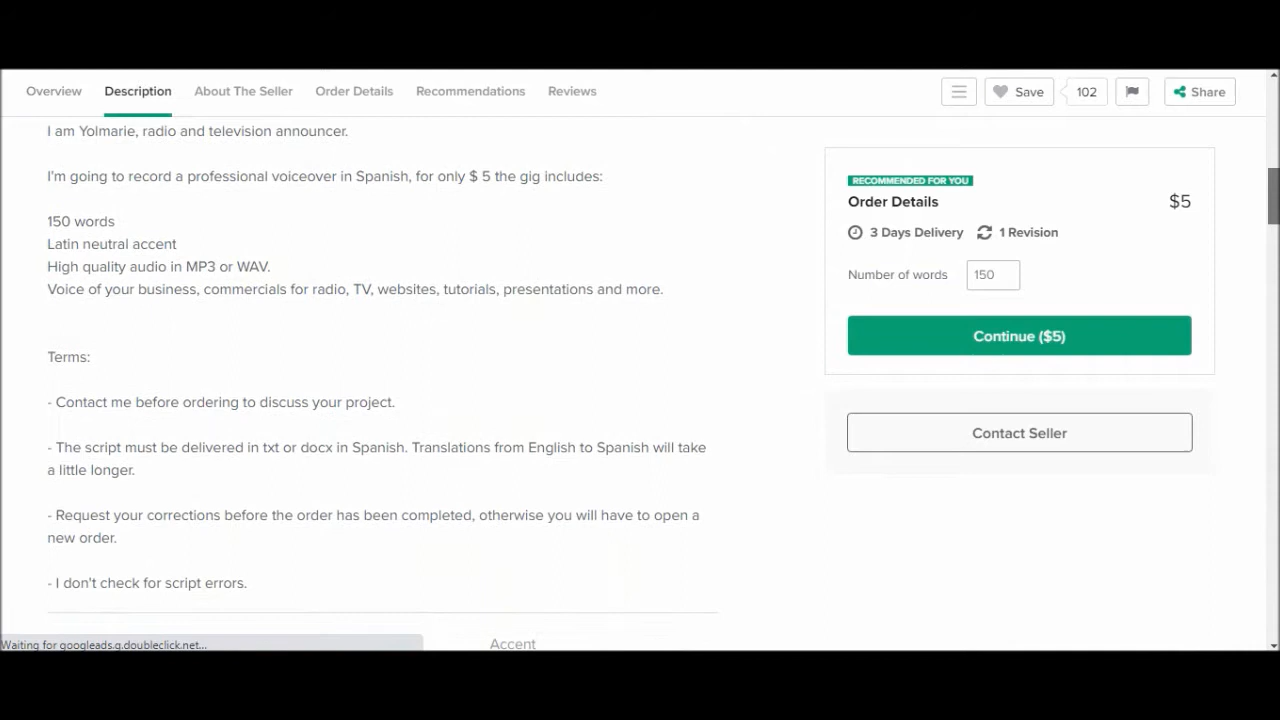 Overview Description About The Seller Order Details Recommendations Reviews Save 102 Share
I am Yolmarie, radio and television announcer.
I'm going to record a professional voiceover in Spanish, for only $ 5 the gig includes:
150 words
Latin neutral accent
High quality audio in MP3 or WAV.
Voice of your business, commercials for radio, TV, websites, tutorials, presentations and more.
Terms:
- Contact me before ordering to discuss your project.
- The script must be delivered in txt or docx in Spanish. Translations from English to Spanish will take
a little longer.
- Request your corrections before the order has been completed, otherwise you will have to open a
new order.
- I don't check for script errors.
Accent
RECOMMENDED FOR YOU
Order Details $5
3 Days Delivery 1 Revision
Number of words 150
Continue ($5)
Contact Seller
Waiting for googleads.g.doubleclick.net...